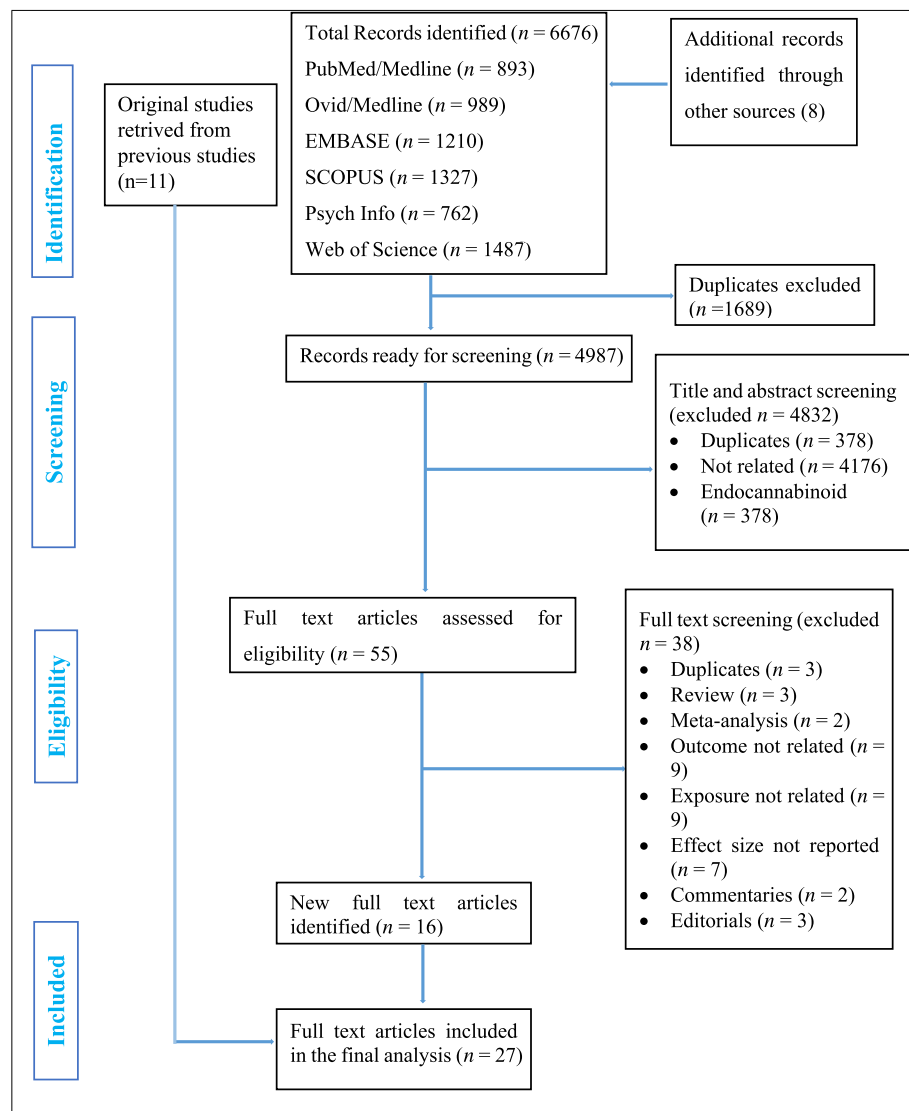 Identification
Original studies
retrived from
previous studies
(n=11)
Total Records identified (n = 6676)
PubMed/Medline (n = 893)
Ovid/Medline (n = 989)
EMBASE (n = 1210)
SCOPUS (n = 1327)
Psych Info (n = 762)
Web of Science (n = 1487)
Additional records
identified through
other sources (8)
Duplicates excluded
(n =1689)
Screening
Records ready for screening (n = 4987)
Title and abstract screening
(excluded n = 4832)
• Duplicates (n = 378)
• Not related (n = 4176)
• Endocannabinoid
(n = 378)
Eligibility
Full text articles assessed for
eligibility (n = 55)
Full text screening (excluded
n = 38)
• Duplicates (n = 3)
• Review (n = 3)
• Meta-analysis (n = 2)
• Outcome not related (n =
9)
• Exposure not related (n =
9)
• Effect size not reported
(n = 7)
• Commentaries (n = 2)
• Editorials (n = 3)
New full text articles
identified (n = 16)
Included
Full text articles included
in the final analysis (n = 27)